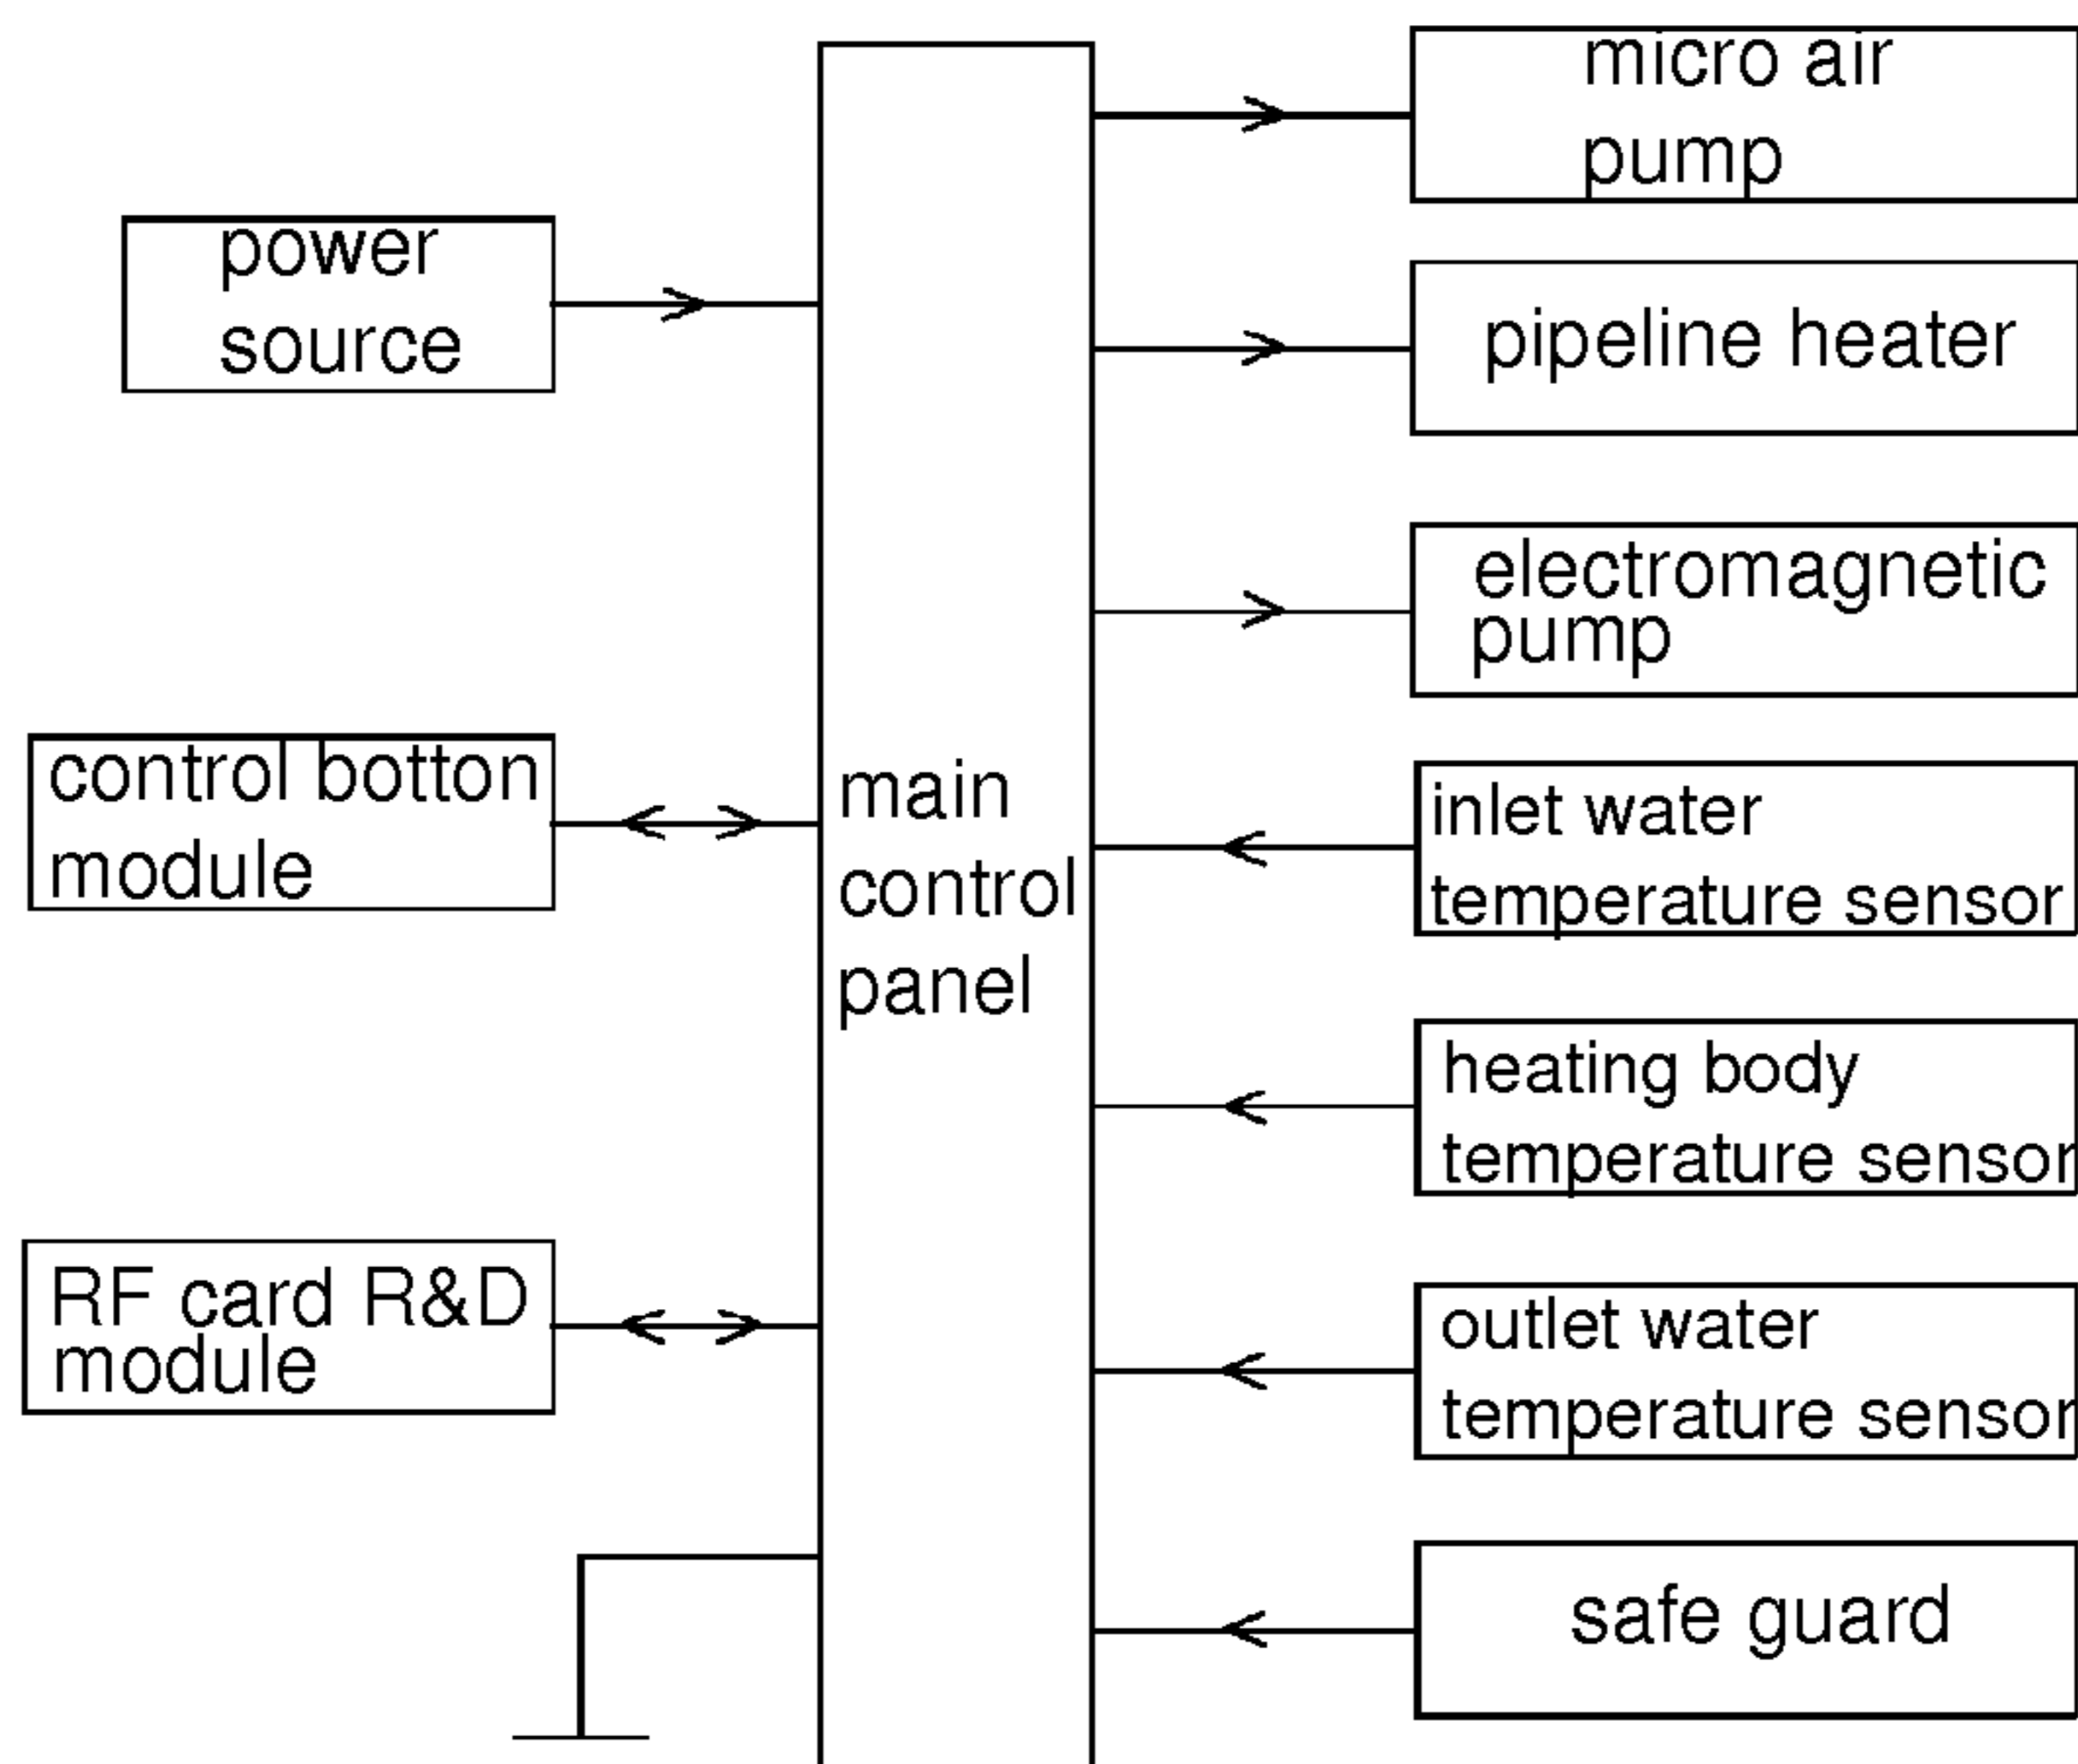 micro air
pump
power
source
pipeline heater
electromagnetic
pump
control botton
module
main
control
panel
inlet water
temperature sensor
heating body
temperature sensor
RF card R&D
module
outlet water
temperature sensor
safe guard